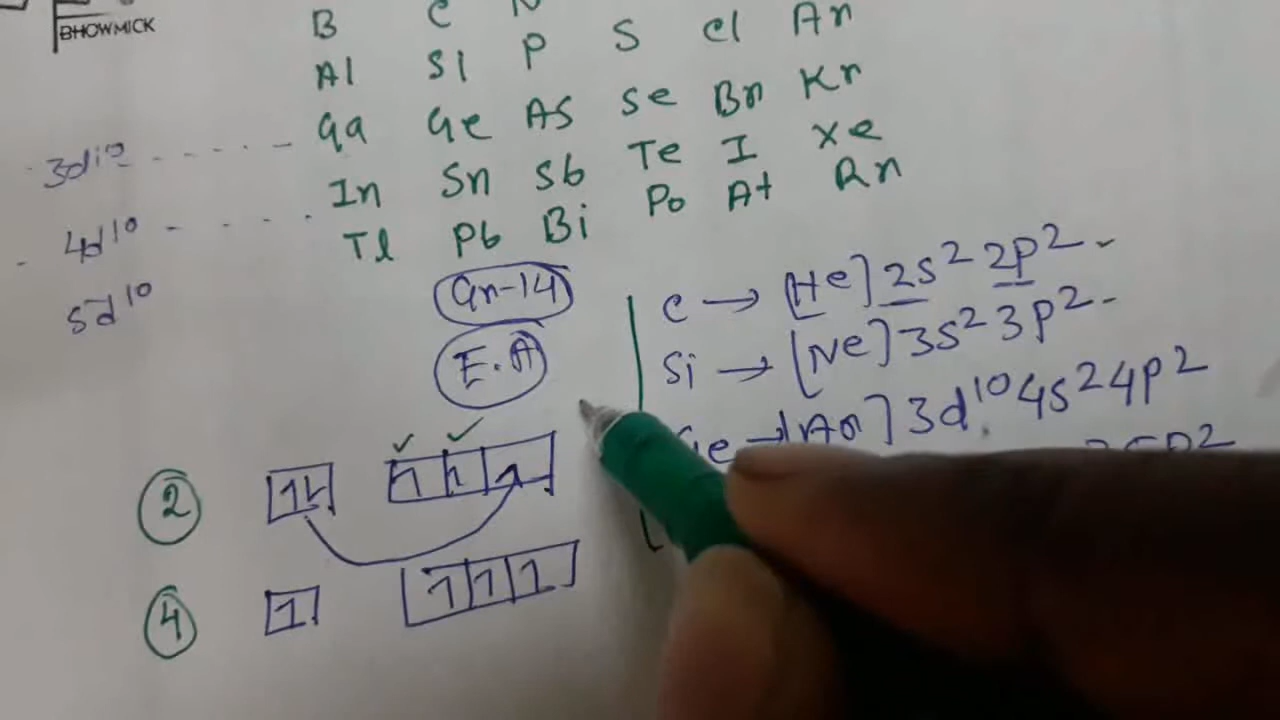 BHOWMICK
B C N
Al Si P S Cl Ar
Ga Ge As Se Br Kr
3d10
In Sn Sb Te I Xe
4d10
Tl Pb Bi Po At Rn
5d10
Gr-14
E.A
C → [He] 2s2 2p2
Si → [Ne] 3s2 3p2
Ge → [Ar] 3d10 4s2 4p2
2
4